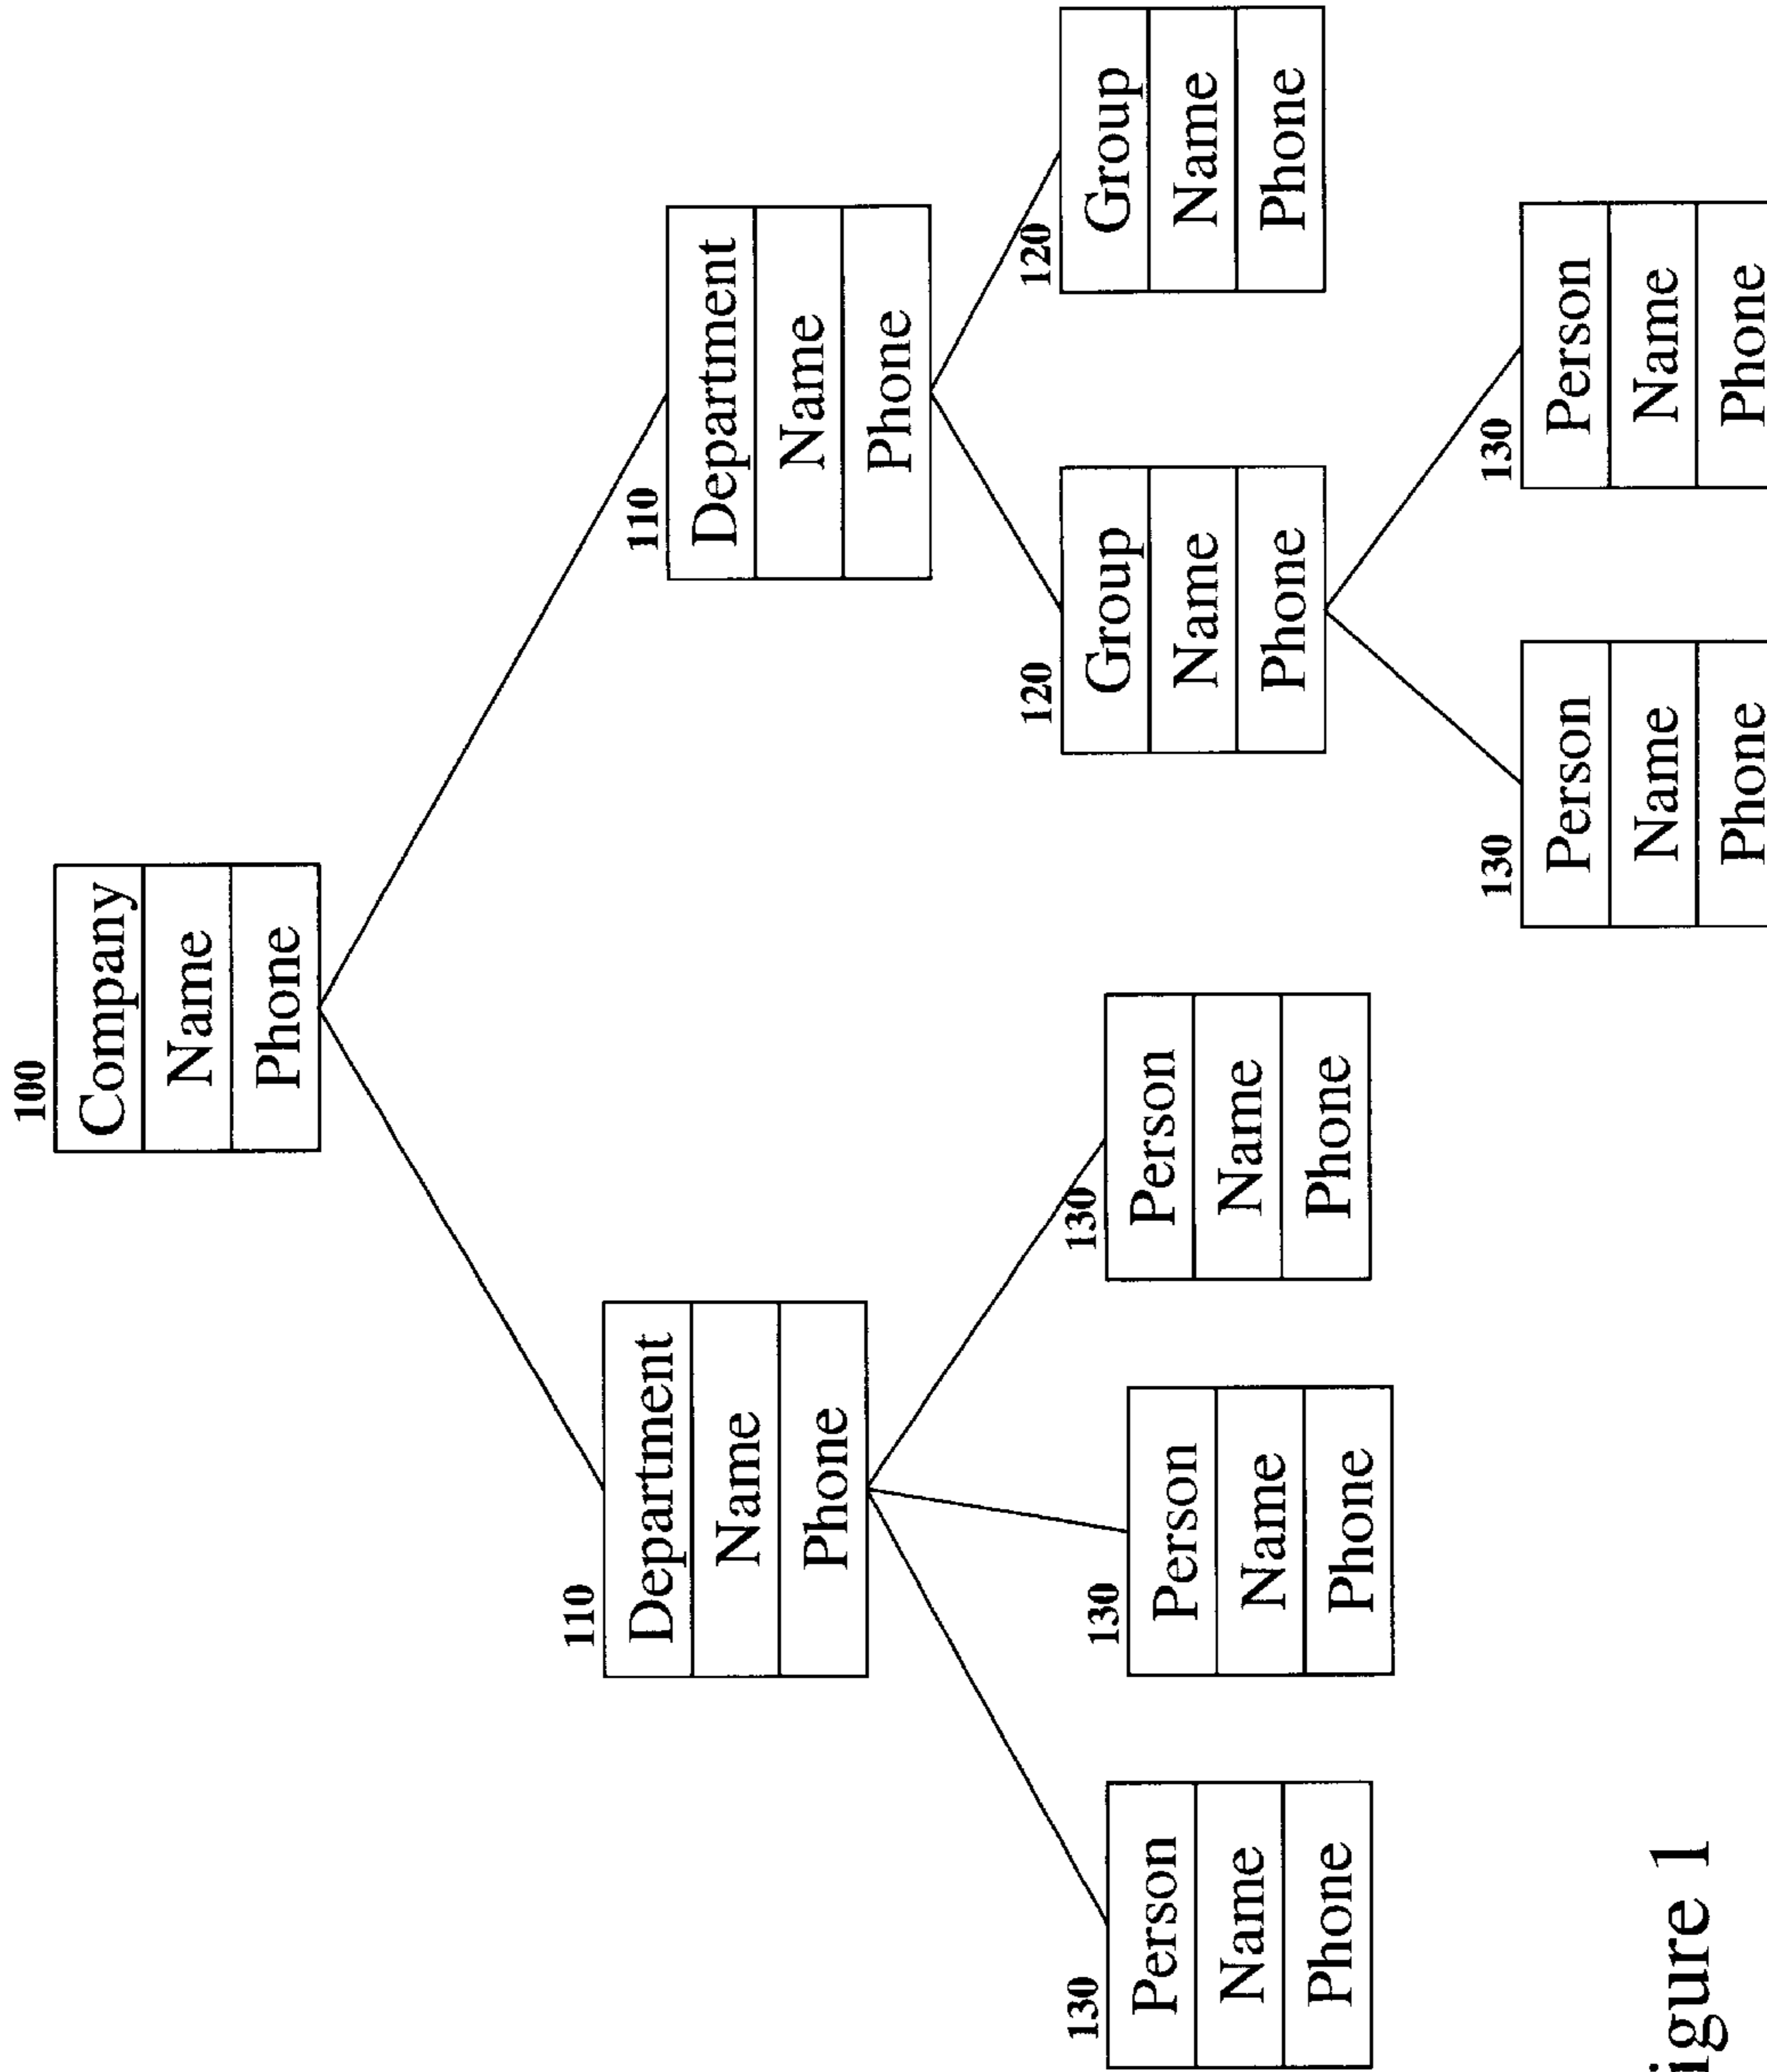 100
Company
Name
Phone
110
Department
Name
Phone
110
Department
Name
Phone
130
Person
Name
Phone
130
Person
Name
Phone
130
Person
Name
Phone
120
Group
Name
Phone
120
Group
Name
Phone
130
Person
Name
Phone
130
Person
Name
Phone
igure 1